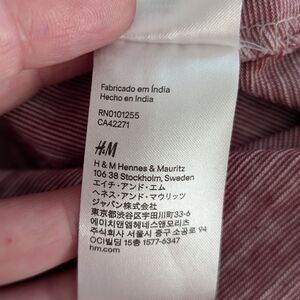 Fabricado em Índia
Hecho en India
RN0101255
CA42271
H&M
H & M Hennes & Mauritz
106 38 Stockholm, Sweden
エイチ・アンド・エム
ヘネス・アンド・マウリッツ
ジャパン株式会社
東京都渋谷区宇田川町33-6
에이치앤엠헤네스앤모리츠
주식회사 서울시 중구 소공로 94
OCI빌딩 15층 1577-6347
hm.com